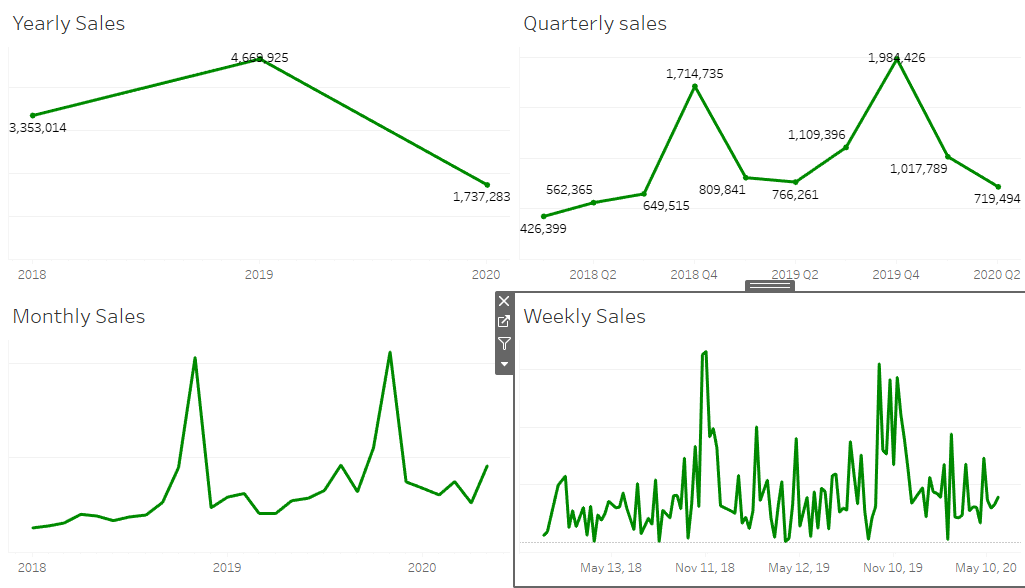 Yearly Sales
4,669,925
3,353,014
1,737,283
2018 2019 2020
Quarterly sales
1,984,426
1,714,735
1,109,396
1,017,789
562,365
809,841
766,261
719,494
649,515
426,399
2018 Q2 2018 Q4 2019 Q2 2019 Q4 2020 Q2
Monthly Sales
2018 2019 2020
Weekly Sales
May 13, 18 Nov 11, 18 May 12, 19 Nov 10, 19 May 10, 20